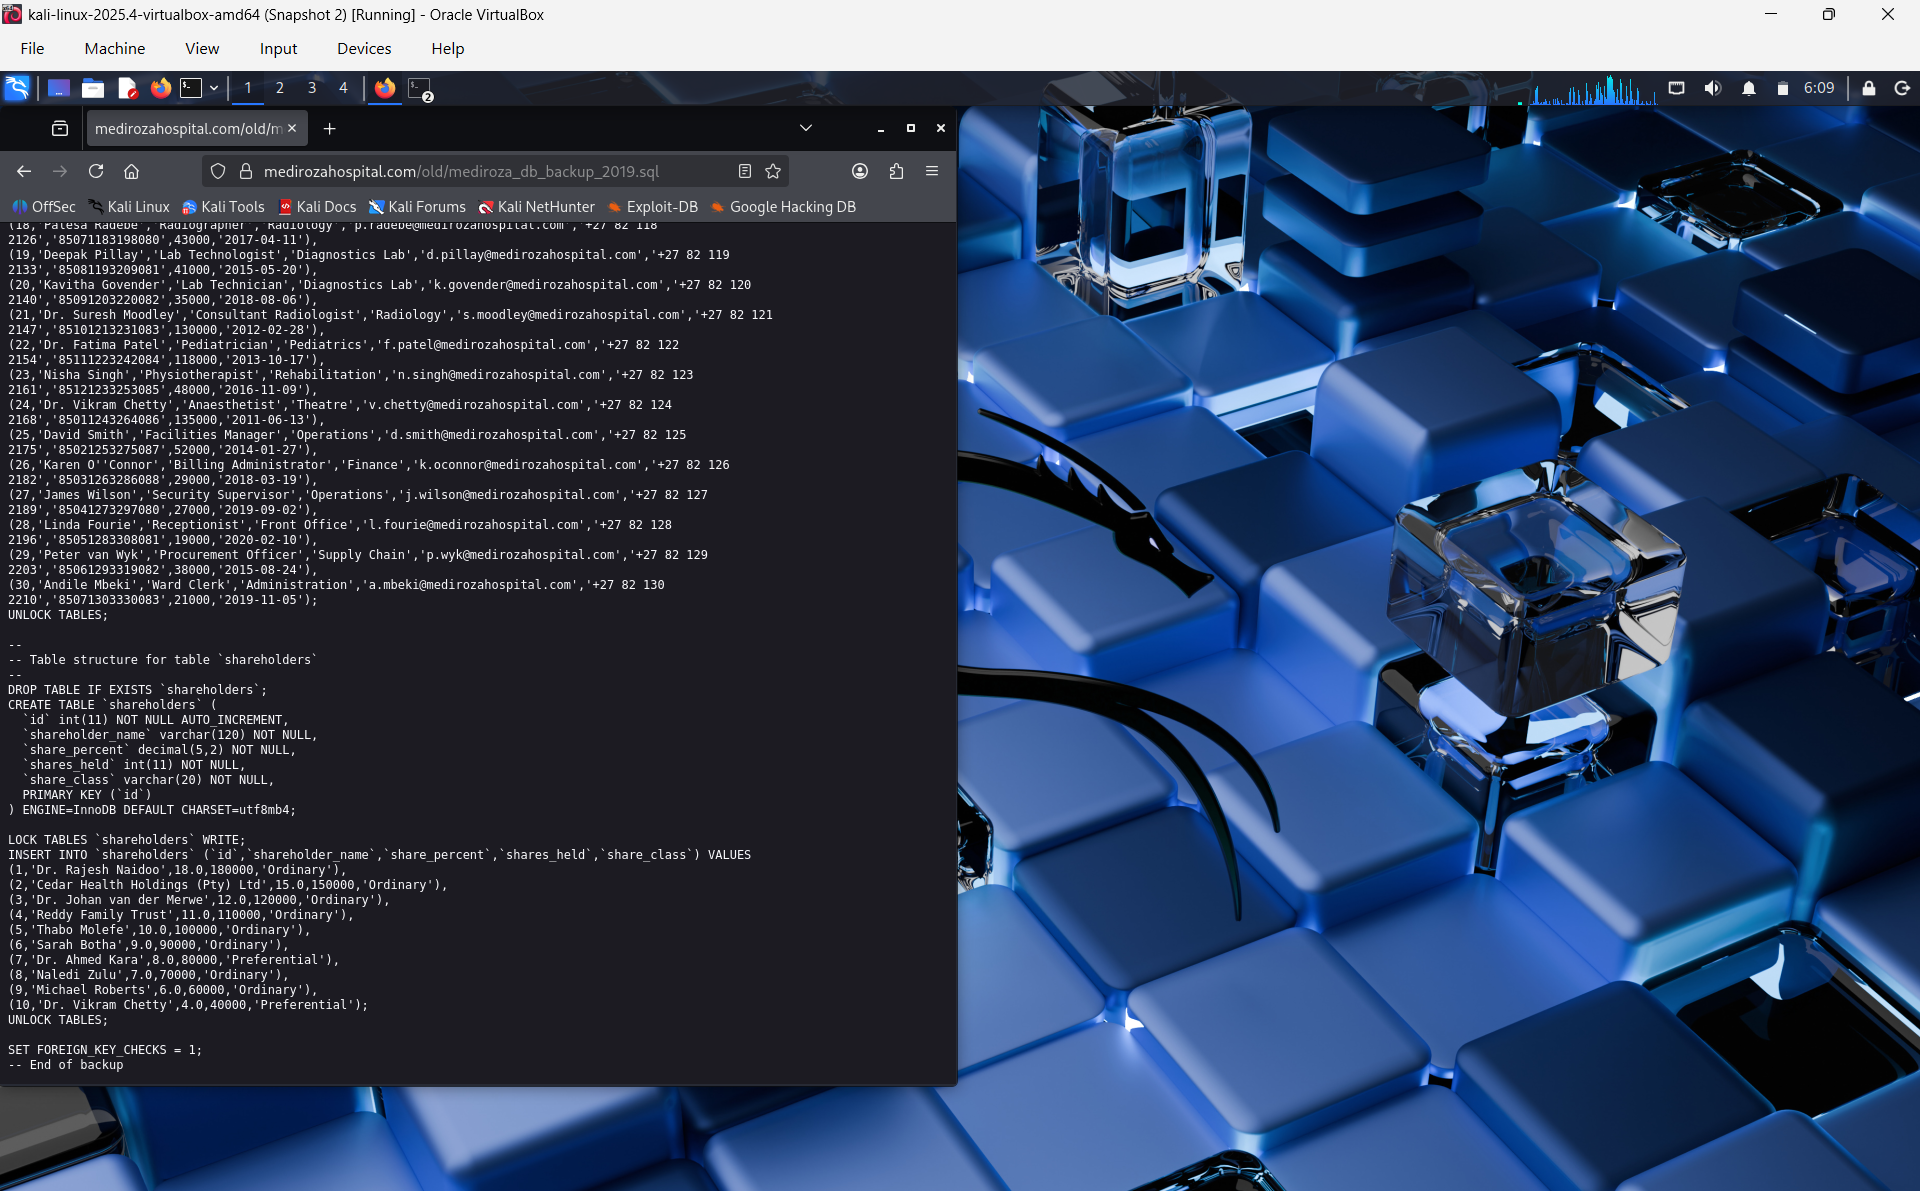 kali-linux-2025.4-virtualbox-amd64 (Snapshot 2) [Running] - Oracle VirtualBox
File Machine View Input Devices Help
1 2 3 4 2 6:09
medirozahospital.com/old/m
medirozahospital.com/old/mediroza_db_backup_2019.sql
OffSec Kali Linux Kali Tools Kali Docs Kali Forums Kali NetHunter Exploit-DB Google Hacking DB
(18,'Palesa Radebe','Radiographer','Radiology','p.radebe@medirozahospital.com','+27 82 118
2126','85071183198080',43000,'2017-04-11'),
(19,'Deepak Pillay','Lab Technologist','Diagnostics Lab','d.pillay@medirozahospital.com','+27 82 119
2133','85081193209081',41000,'2015-05-20'),
(20,'Kavitha Govender','Lab Technician','Diagnostics Lab','k.govender@medirozahospital.com','+27 82 120
2140','85091203220082',35000,'2018-08-06'),
(21,'Dr. Suresh Moodley','Consultant Radiologist','Radiology','s.moodley@medirozahospital.com','+27 82 121
2147','85101213231083',130000,'2012-02-28'),
(22,'Dr. Fatima Patel','Pediatrician','Pediatrics','f.patel@medirozahospital.com','+27 82 122
2154','85111223242084',118000,'2013-10-17'),
(23,'Nisha Singh','Physiotherapist','Rehabilitation','n.singh@medirozahospital.com','+27 82 123
2161','85121233253085',48000,'2016-11-09'),
(24,'Dr. Vikram Chetty','Anaesthetist','Theatre','v.chetty@medirozahospital.com','+27 82 124
2168','85011243264086',135000,'2011-06-13'),
(25,'David Smith','Facilities Manager','Operations','d.smith@medirozahospital.com','+27 82 125
2175','85021253275087',52000,'2014-01-27'),
(26,'Karen O''Connor','Billing Administrator','Finance','k.oconnor@medirozahospital.com','+27 82 126
2182','85031263286088',29000,'2018-03-19'),
(27,'James Wilson','Security Supervisor','Operations','j.wilson@medirozahospital.com','+27 82 127
2189','85041273297080',27000,'2019-09-02'),
(28,'Linda Fourie','Receptionist','Front Office','l.fourie@medirozahospital.com','+27 82 128
2196','85051283308081',19000,'2020-02-10'),
(29,'Peter van Wyk','Procurement Officer','Supply Chain','p.wyk@medirozahospital.com','+27 82 129
2203','85061293319082',38000,'2015-08-24'),
(30,'Andile Mbeki','Ward Clerk','Administration','a.mbeki@medirozahospital.com','+27 82 130
2210','85071303330083',21000,'2019-11-05');
UNLOCK TABLES;
--
-- Table structure for table `shareholders`
--
DROP TABLE IF EXISTS `shareholders`;
CREATE TABLE `shareholders` (
`id` int(11) NOT NULL AUTO_INCREMENT,
`shareholder_name` varchar(120) NOT NULL,
`share_percent` decimal(5,2) NOT NULL,
`shares_held` int(11) NOT NULL,
`share_class` varchar(20) NOT NULL,
PRIMARY KEY (`id`)
) ENGINE=InnoDB DEFAULT CHARSET=utf8mb4;
LOCK TABLES `shareholders` WRITE;
INSERT INTO `shareholders` (`id`,`shareholder_name`,`share_percent`,`shares_held`,`share_class`) VALUES
(1,'Dr. Rajesh Naidoo',18.0,180000,'Ordinary'),
(2,'Cedar Health Holdings (Pty) Ltd',15.0,150000,'Ordinary'),
(3,'Dr. Johan van der Merwe',12.0,120000,'Ordinary'),
(4,'Reddy Family Trust',11.0,110000,'Ordinary'),
(5,'Thabo Molefe',10.0,100000,'Ordinary'),
(6,'Sarah Botha',9.0,90000,'Ordinary'),
(7,'Dr. Ahmed Kara',8.0,80000,'Preferential'),
(8,'Naledi Zulu',7.0,70000,'Ordinary'),
(9,'Michael Roberts',6.0,60000,'Ordinary'),
(10,'Dr. Vikram Chetty',4.0,40000,'Preferential');
UNLOCK TABLES;
SET FOREIGN_KEY_CHECKS = 1;
-- End of backup